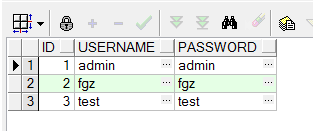 ID USERNAME PASSWORD
1 1 admin ... admin ...
2 2 fgz ... fgz ...
3 3 test ... test ...